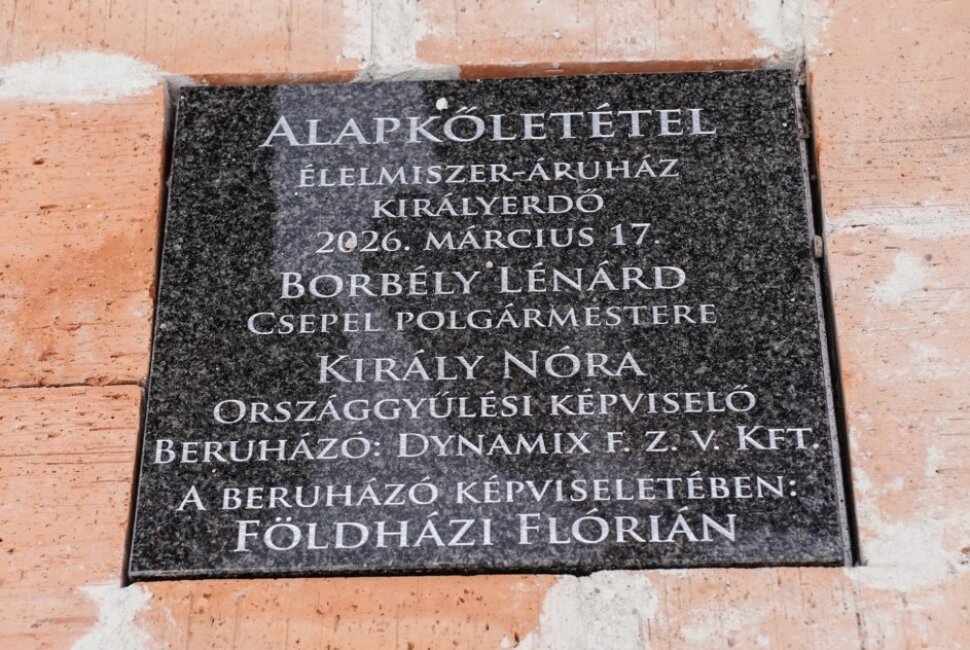 ALAPKŐLETÉTEL
ÉLELMISZER-ÁRUHÁZ
KIRÁLYERDŐ
2026. MÁRCIUS 17.
BORBÉLY LÉNÁRD
CSEPEL POLGÁRMESTERE
KIRÁLY NÓRA
ORSZÁGGYŰLÉSI KÉPVISELŐ
BERUHÁZÓ: DYNAMIX F. Z. V. KFT.
A BERUHÁZÓ KÉPVISELETÉBEN:
FÖLDHÁZI FLÓRIÁN